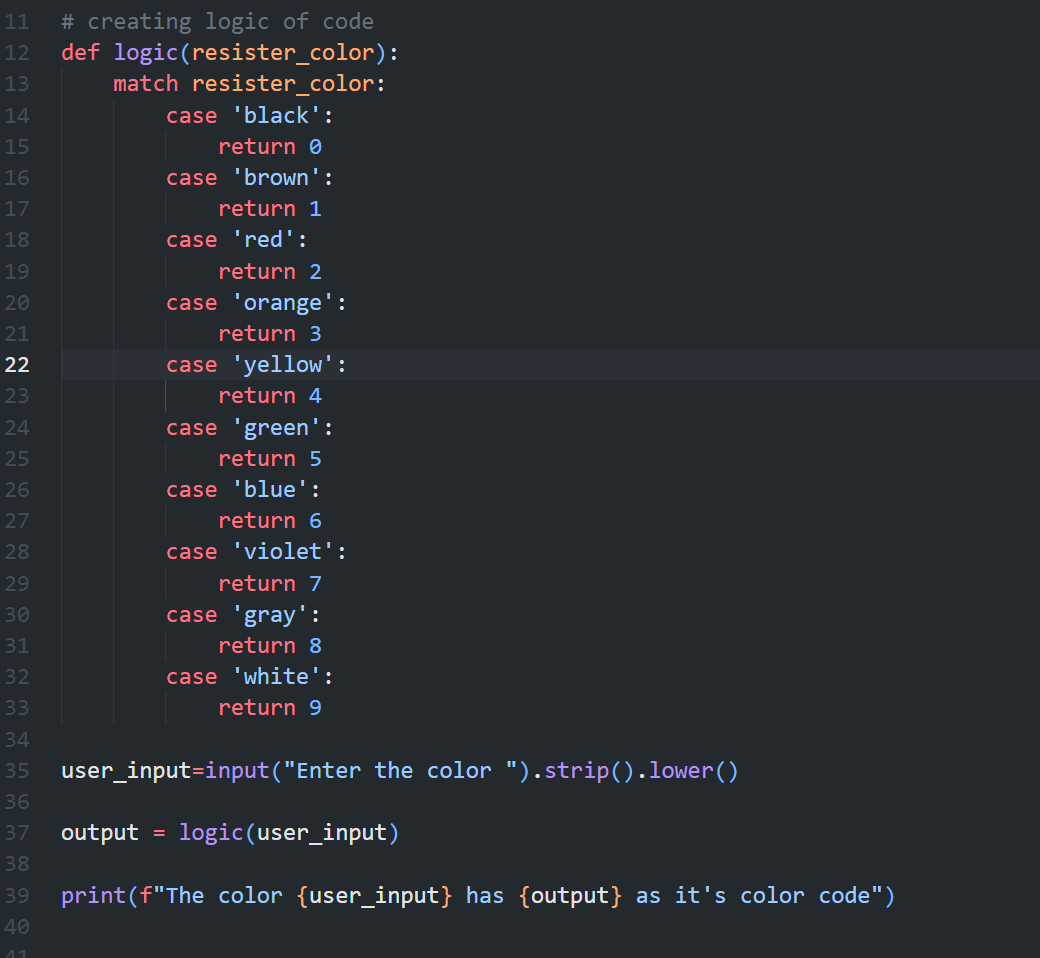 11 # creating logic of code
12 def logic(resister_color):
13     match resister_color:
14         case 'black':
15             return 0
16         case 'brown':
17             return 1
18         case 'red':
19             return 2
20         case 'orange':
21             return 3
22         case 'yellow':
23             return 4
24         case 'green':
25             return 5
26         case 'blue':
27             return 6
28         case 'violet':
29             return 7
30         case 'gray':
31             return 8
32         case 'white':
33             return 9
34
35 user_input=input("Enter the color ").strip().lower()
36
37 output = logic(user_input)
38
39 print(f"The color {user_input} has {output} as it's color code")
40
41